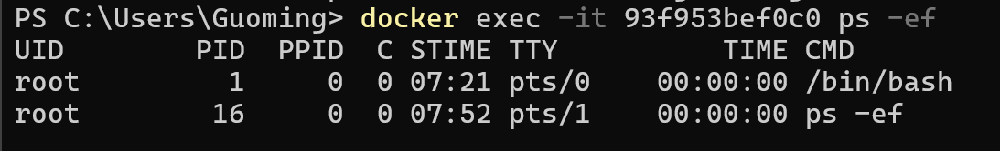 PS C:\Users\Guoming> docker exec -it 93f953bef0c0 ps -ef
UID          PID    PPID  C STIME TTY          TIME CMD
root           1       0  0 07:21 pts/0    00:00:00 /bin/bash
root          16       0  0 07:52 pts/1    00:00:00 ps -ef